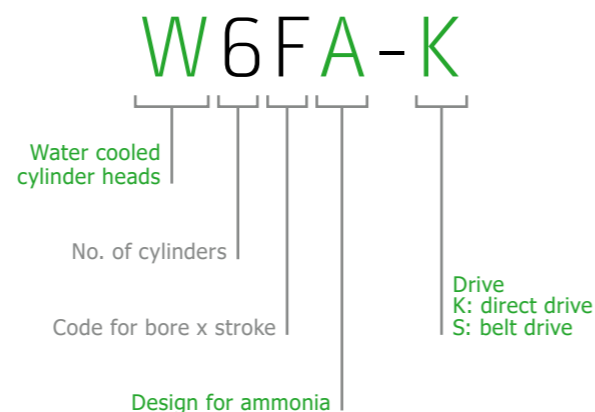 W6FA-K
Water cooled
cylinder heads
No. of cylinders
Code for bore x stroke
Drive
K: direct drive
S: belt drive
Design for ammonia